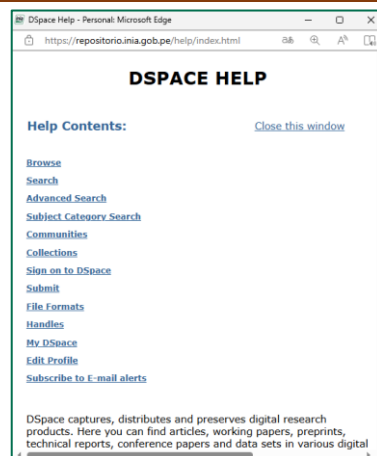 DSpace Help - Personal: Microsoft Edge
https://repositorio.inia.gob.pe/help/index.html
DSPACE HELP
Help Contents: Close this window
Browse
Search
Advanced Search
Subject Category Search
Communities
Collections
Sign on to DSpace
Submit
File Formats
Handles
My DSpace
Edit Profile
Subscribe to E-mail alerts
DSpace captures, distributes and preserves digital research
products. Here you can find articles, working papers, preprints,
technical reports, conference papers and data sets in various digital